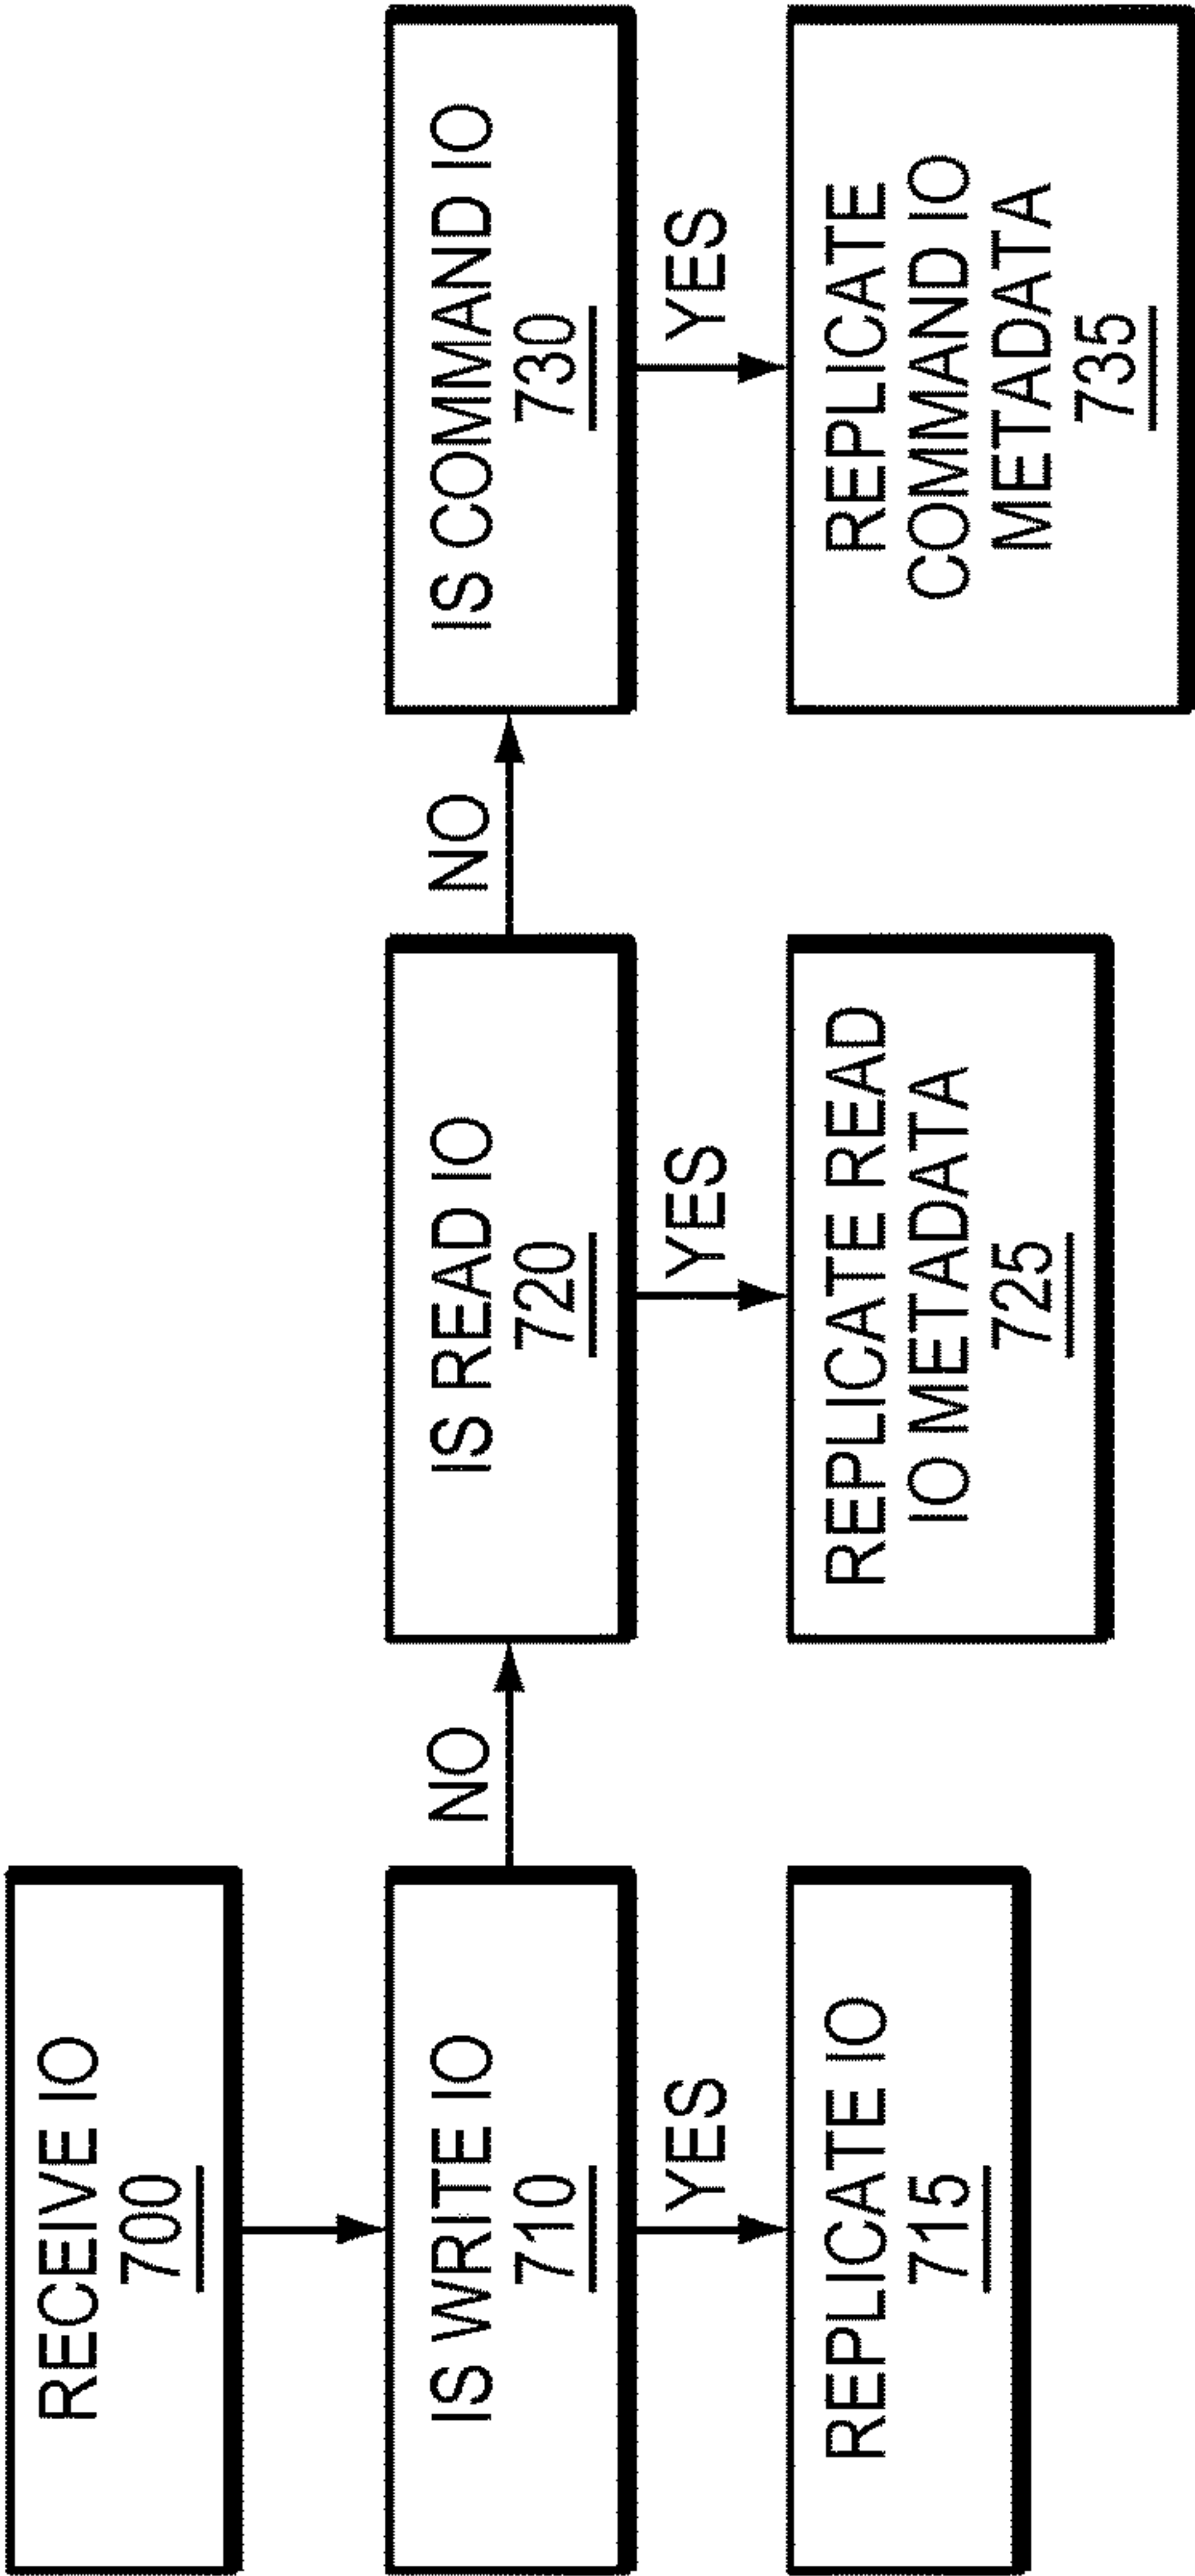 RECEIVE IO
700
IS WRITE IO
710
NO
IS READ IO
720
NO
IS COMMAND IO
730
YES
YES
YES
REPLICATE IO
715
REPLICATE READ
IO METADATA
725
REPLICATE
COMMAND IO
METADATA
735